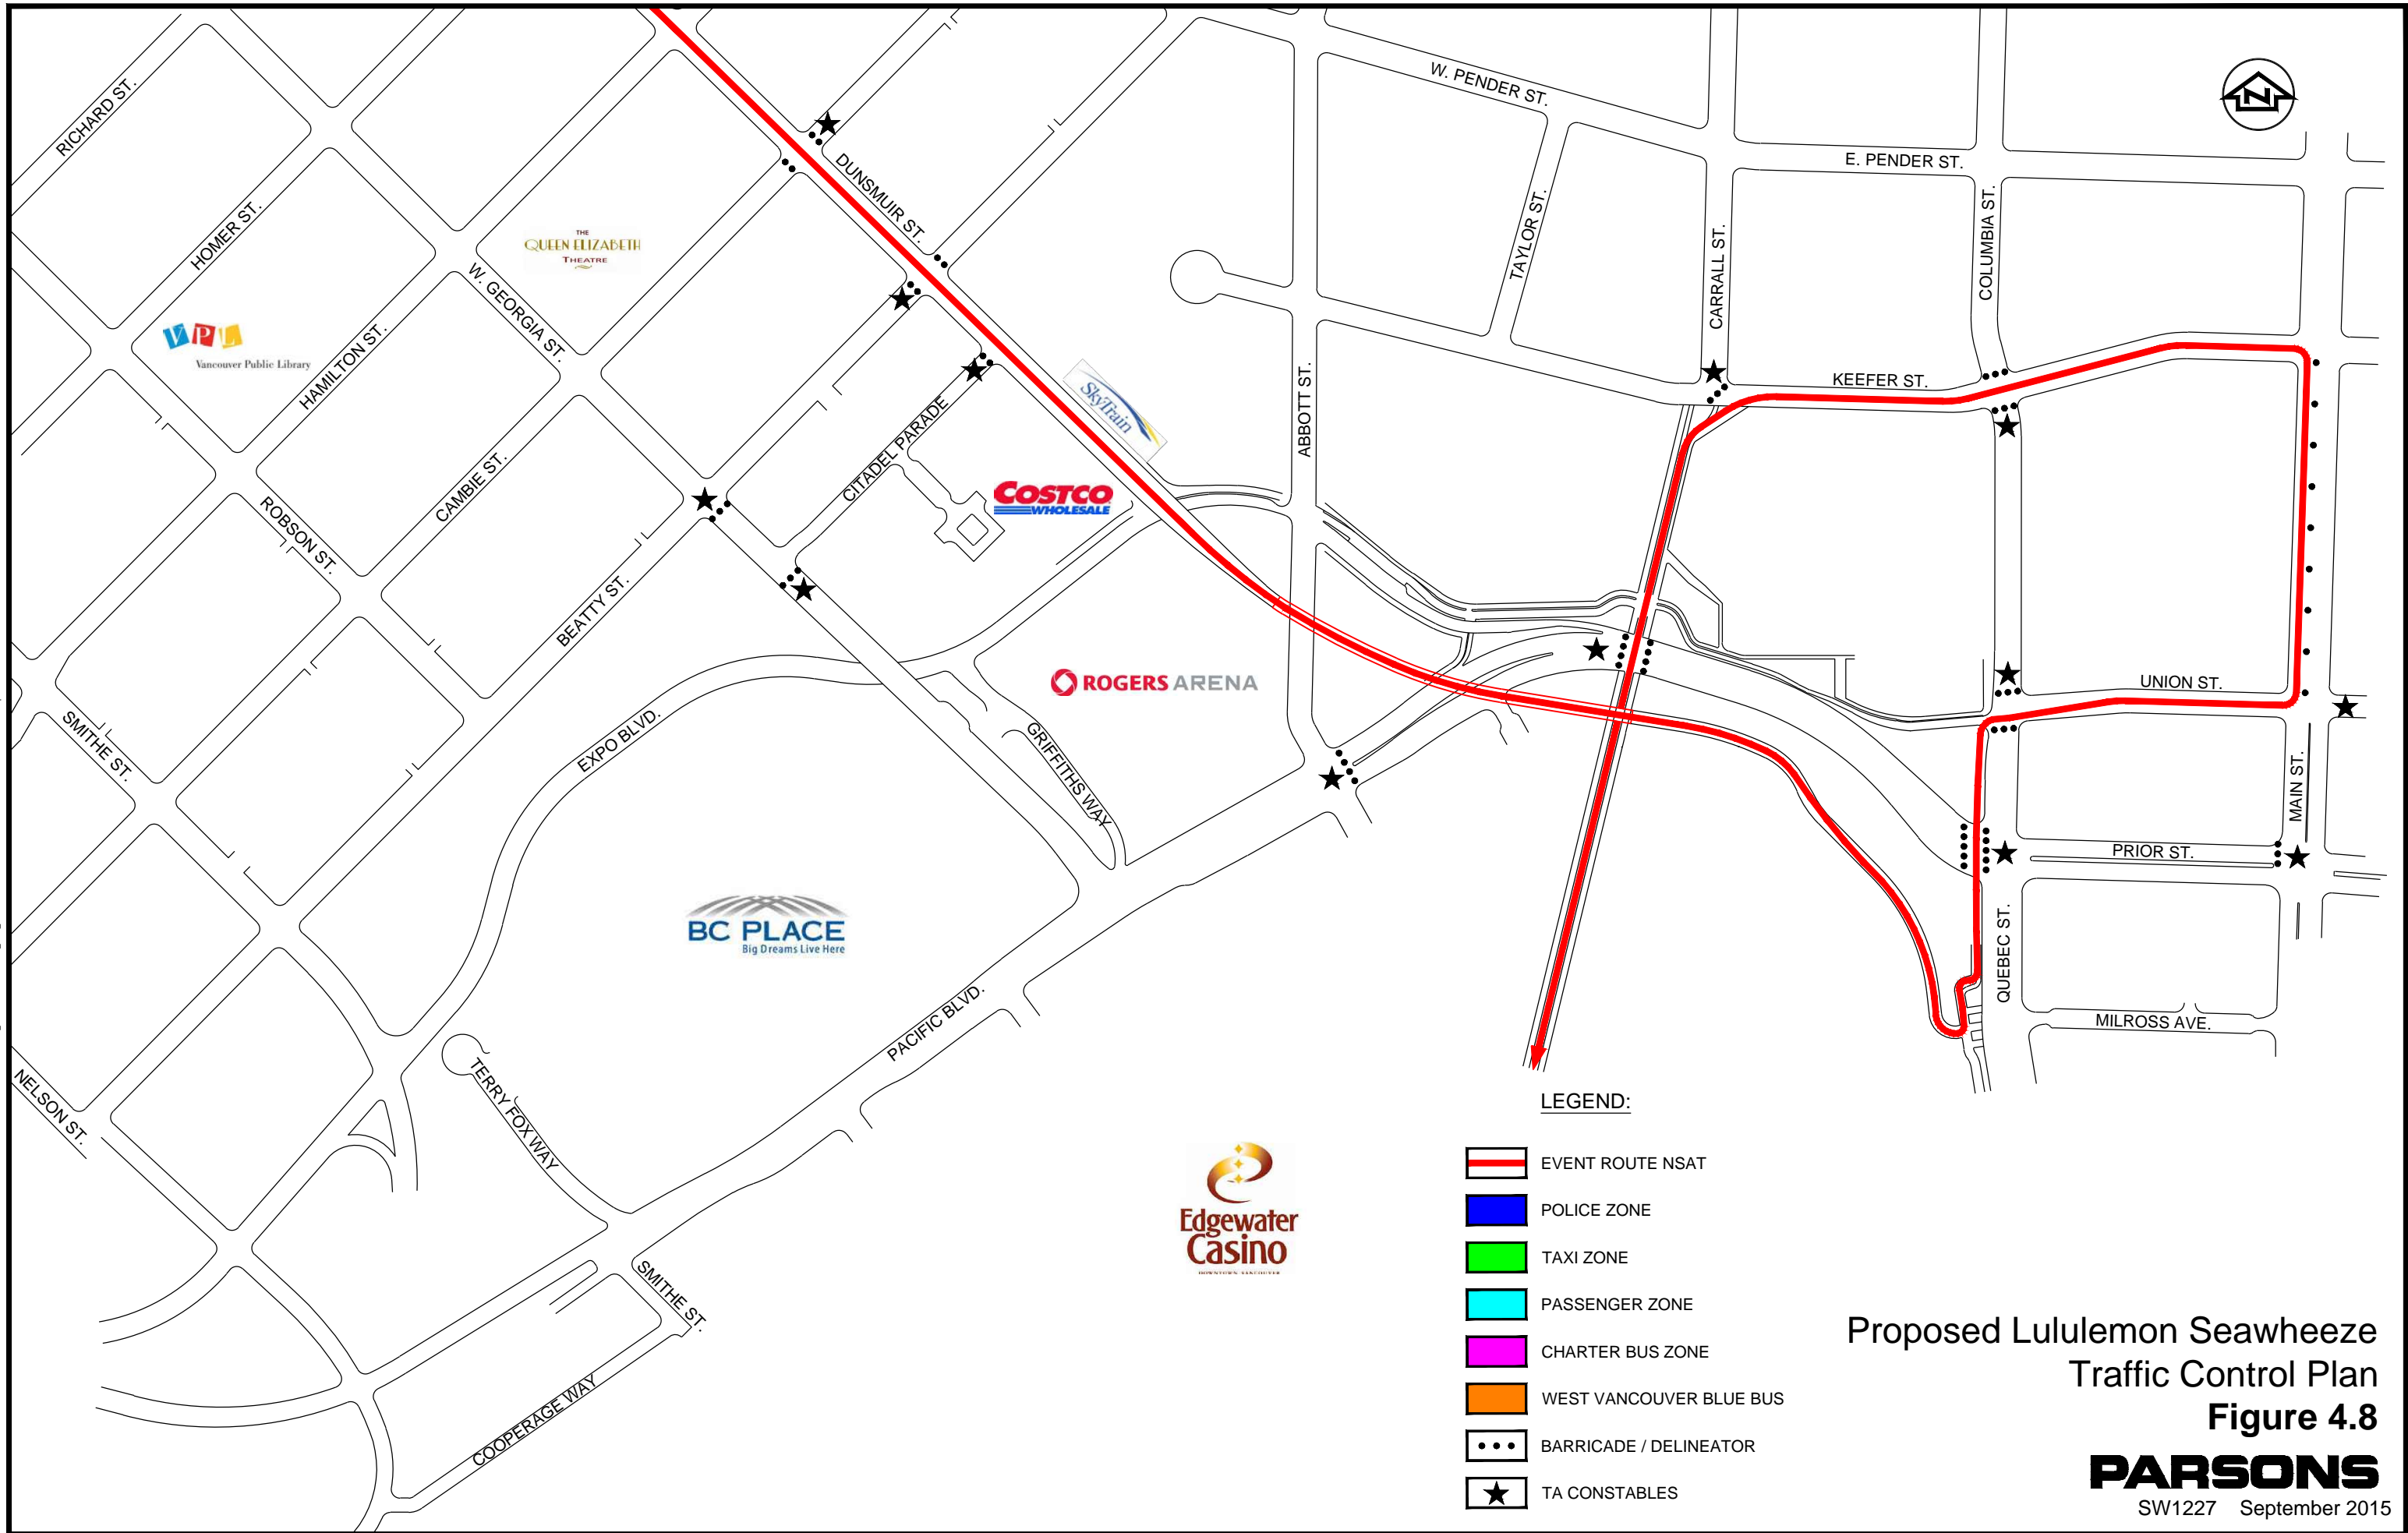 RICHARD ST.
HOMER ST.
HAMILTON ST.
CAMBIE ST.
BEATTY ST.
W. GEORGIA ST.
ROBSON ST.
SMITHE ST.
NELSON ST.
DUNSMUIR ST.
CITADEL PARADE
EXPO BLVD.
GRIFFITHS WAY
TERRY FOX WAY
PACIFIC BLVD.
SMITHE ST.
COOPERAGE WAY
W. PENDER ST.
E. PENDER ST.
TAYLOR ST.
CARRALL ST.
COLUMBIA ST.
ABBOTT ST.
KEEFER ST.
UNION ST.
MAIN ST.
PRIOR ST.
QUEBEC ST.
MILROSS AVE.
N
THE
QUEEN ELIZABETH
THEATRE
VPL
Vancouver Public Library
SkyTrain
COSTCO
WHOLESALE
ROGERS ARENA
BC PLACE
Big Dreams Live Here
Edgewater
Casino
DOWNTOWN VANCOUVER
LEGEND:
EVENT ROUTE NSAT
POLICE ZONE
TAXI ZONE
PASSENGER ZONE
CHARTER BUS ZONE
WEST VANCOUVER BLUE BUS
BARRICADE / DELINEATOR
TA CONSTABLES
Proposed Lululemon Seawheeze
Traffic Control Plan
Figure 4.8
PARSONS
SW1227 September 2015